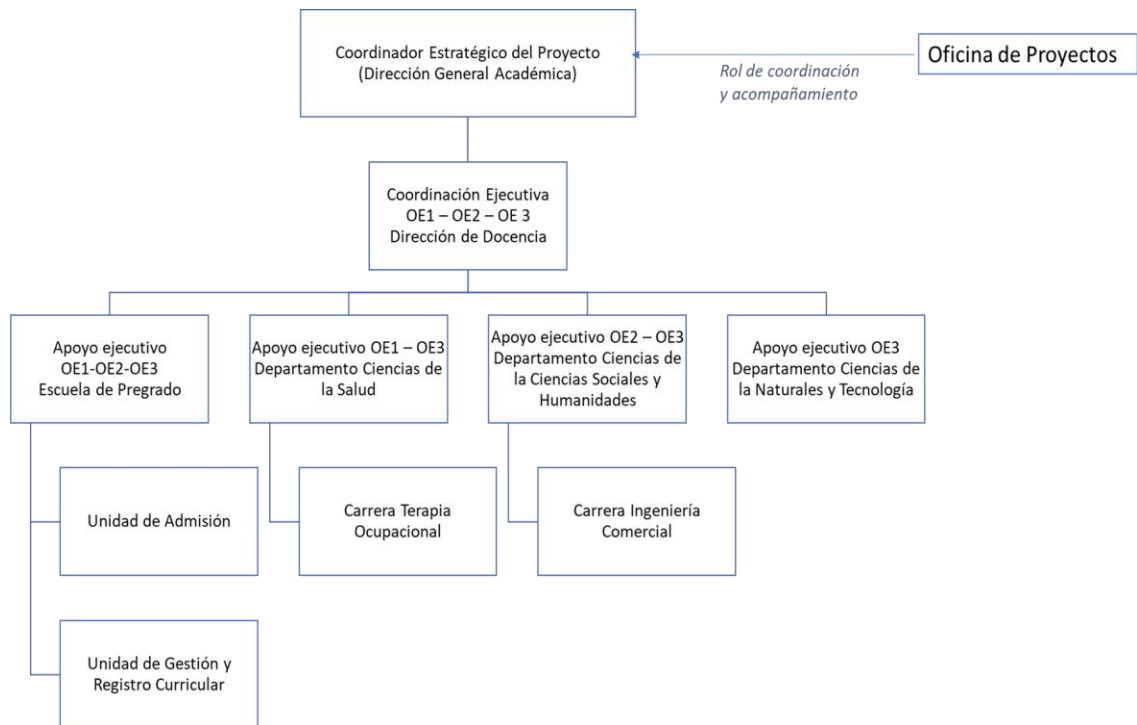 Coordinador Estratégico del Proyecto
(Dirección General Académica)
Oficina de Proyectos
Rol de coordinación
y acompañamiento
Coordinación Ejecutiva
OE1 – OE2 – OE 3
Dirección de Docencia
Apoyo ejecutivo
OE1-OE2-OE3
Escuela de Pregrado
Apoyo ejecutivo OE1 – OE3
Departamento Ciencias de
la Salud
Apoyo ejecutivo OE2 – OE3
Departamento Ciencias de
la Ciencias Sociales y
Humanidades
Apoyo ejecutivo OE3
Departamento Ciencias de
la Naturales y Tecnología
Unidad de Admisión
Carrera Terapia
Ocupacional
Carrera Ingeniería
Comercial
Unidad de Gestión y
Registro Curricular